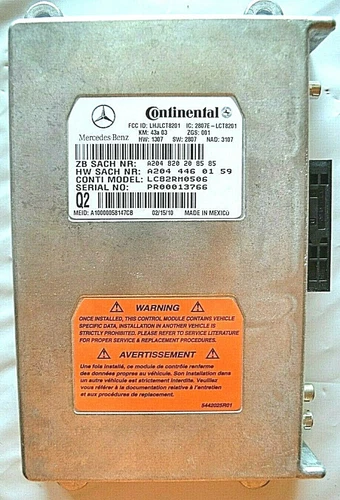 Mercedes Benz
Continental
FCC ID: LHJLCT8201 IC: 2807E-LCT8201
KM: 43a 03 ZGS: 001
HW: 1307 SW: 2807 NAD: 3107
ZB SACH NR: A204 820 20 85 85
HW SACH NR: A 204 446 01 59
CONTI MODEL: LC82RM0506
SERIAL NO: PR00013766
Q2
MEID: A10000058147CB 02/15/10 MADE IN MEXICO
WARNING
ONCE INSTALLED, THIS CONTROL MODULE CONTAINS VEHICLE
SPECIFIC DATA, INSTALLATION IN ANOTHER VEHICLE IS
STRICTLY PROHIBITED. PLEASE REFER TO SERVICE LITERATURE
FOR PROPER SERVICE & REPLACEMENT PROCEDURES.
AVERTISSEMENT
Une fois installé, ce module de contrôle renferme
des données propres au véhicule. Son installation dans
un autre véhicule est strictement interdite. Veuillez
vous référer à la documentation relative à l'entretien
et aux procédures de remplacement.
5442025R01